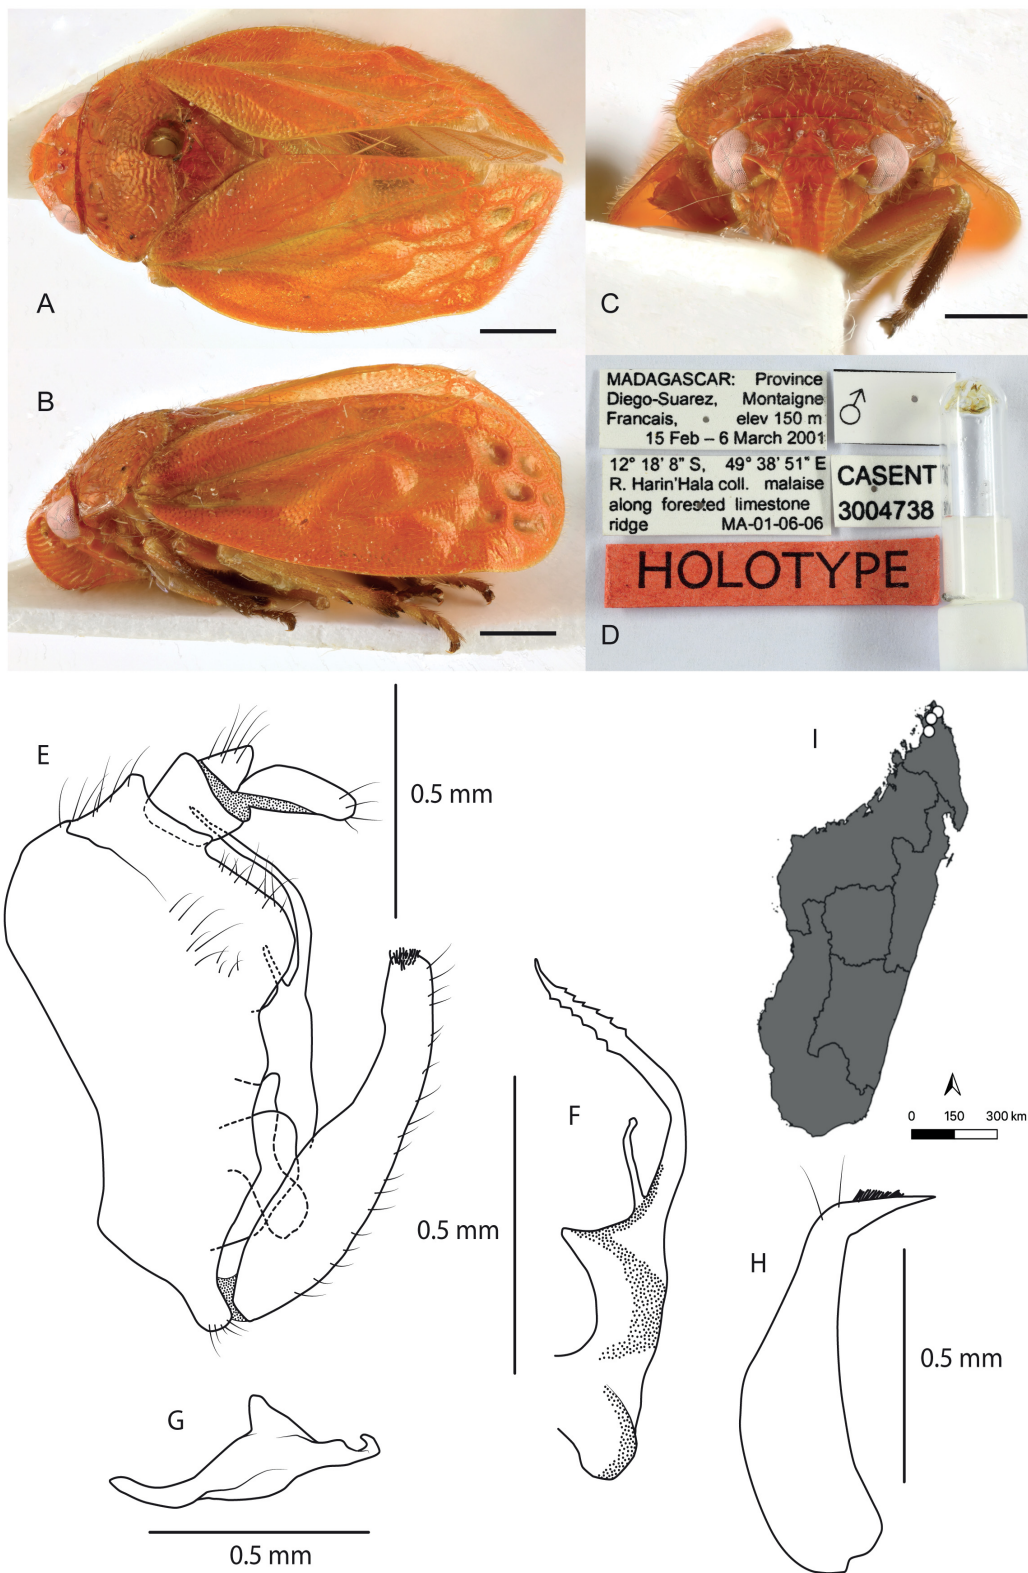 A
B
C
MADAGASCAR: Province
Diego-Suarez, Montaigne
Francais, elev 150 m
15 Feb – 6 March 2001
♂
12° 18' 8" S, 49° 38' 51" E
R. Harin'Hala coll. malaise
along forested limestone
ridge MA-01-06-06
CASENT
3004738
HOLOTYPE
D
E
0.5 mm
I
0 150 300 km
F
0.5 mm
H
0.5 mm
G
0.5 mm